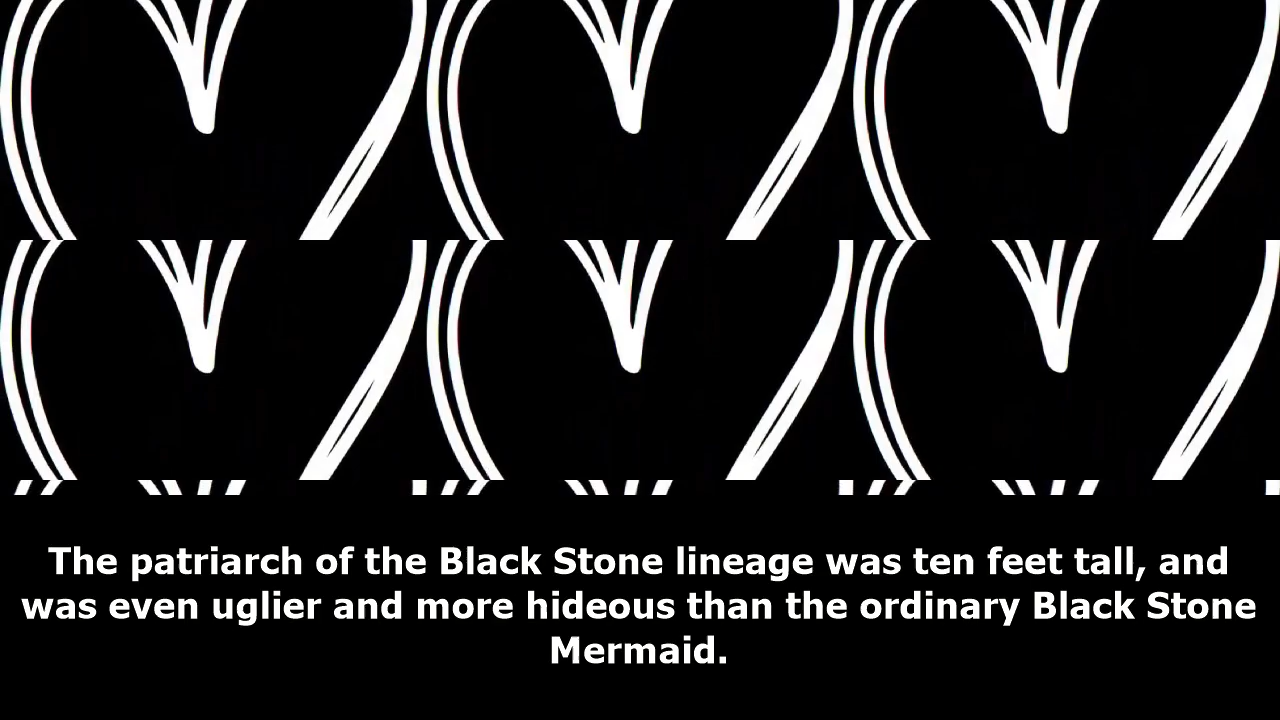 The patriarch of the Black Stone lineage was ten feet tall, and
was even uglier and more hideous than the ordinary Black Stone
Mermaid.